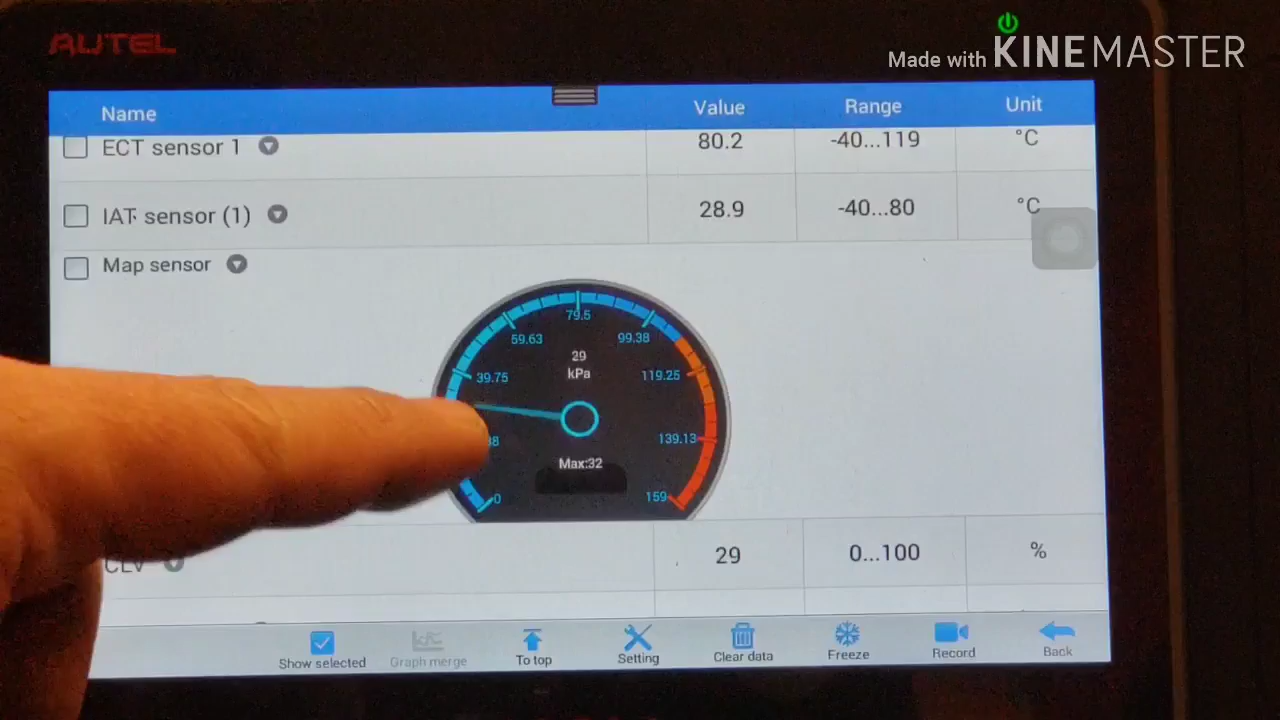 AUTEL
Made with KINEMASTER
Name Value Range Unit
ECT sensor 1 80.2 -40...119 °C
IAT sensor (1) 28.9 -40...80 °C
Map sensor
79.5
59.63 99.38
29
kPa
39.75 119.25
139.13
Max:32
0 159
CLV 29 0...100 %
Show selected Graph merge To top Setting Clear data Freeze Record Back